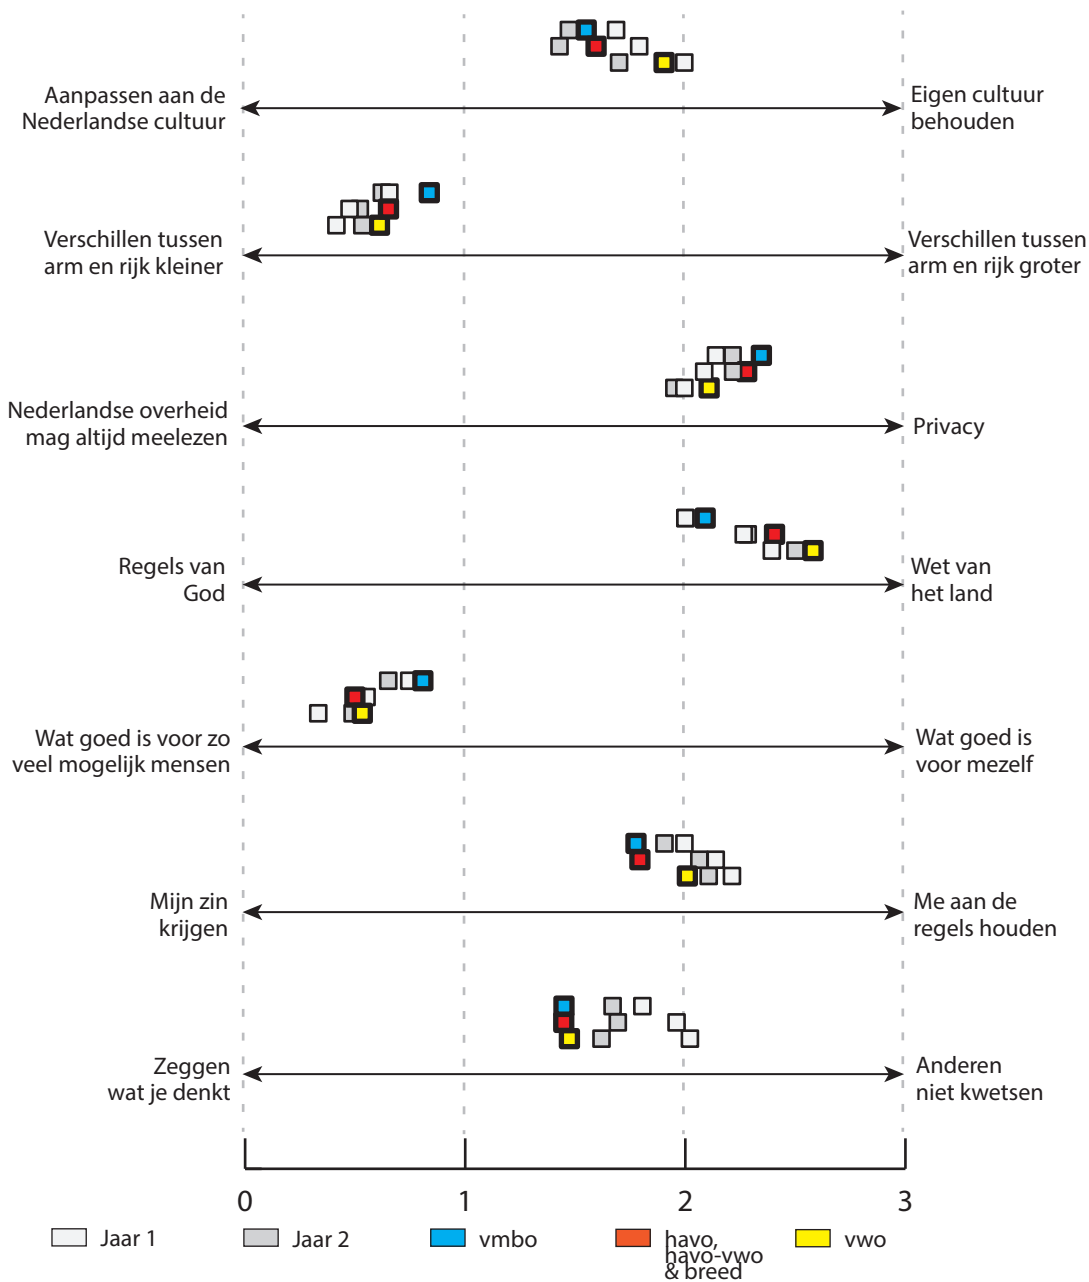 Aanpassen aan de
Nederlandse cultuur
Eigen cultuur
behouden
Verschillen tussen
arm en rijk kleiner
Verschillen tussen
arm en rijk groter
Nederlandse overheid
mag altijd meelezen
Privacy
Regels van
God
Wet van
het land
Wat goed is voor zo
veel mogelijk mensen
Wat goed is
voor mezelf
Mijn zin
krijgen
Me aan de
regels houden
Zeggen
wat je denkt
Anderen
niet kwetsen
0 1 2 3
Jaar 1
Jaar 2
vmbo
havo,
havo-vwo
& breed
vwo